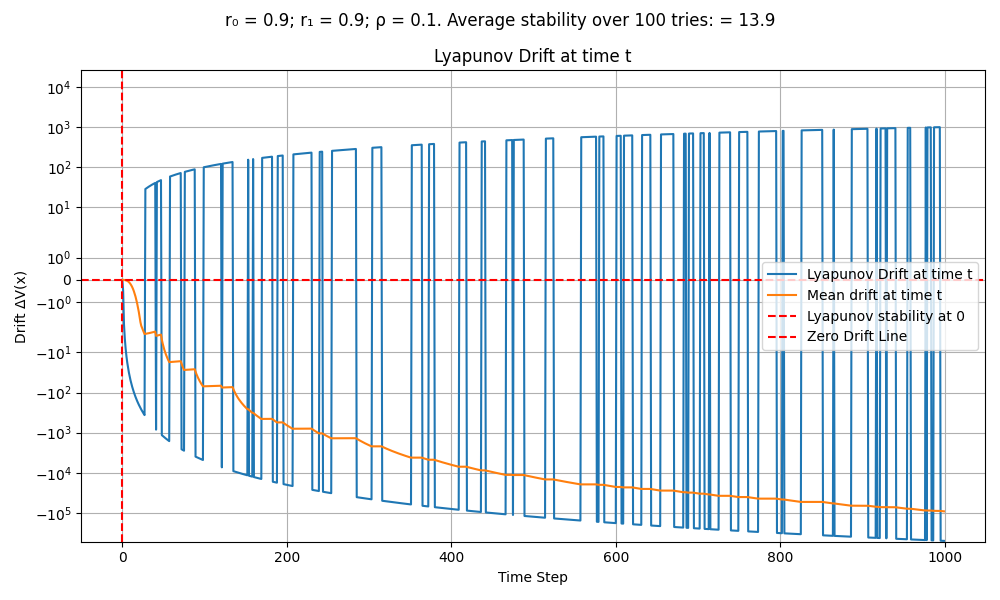 r₀ = 0.9; r₁ = 0.9; ρ = 0.1. Average stability over 100 tries: = 13.9
Lyapunov Drift at time t
10⁴
10³
10²
10¹
10⁰
0
−10⁰
−10¹
−10²
−10³
−10⁴
−10⁵
Drift ΔV(x)
Lyapunov Drift at time t
Mean drift at time t
Lyapunov stability at 0
Zero Drift Line
0 200 400 600 800 1000
Time Step